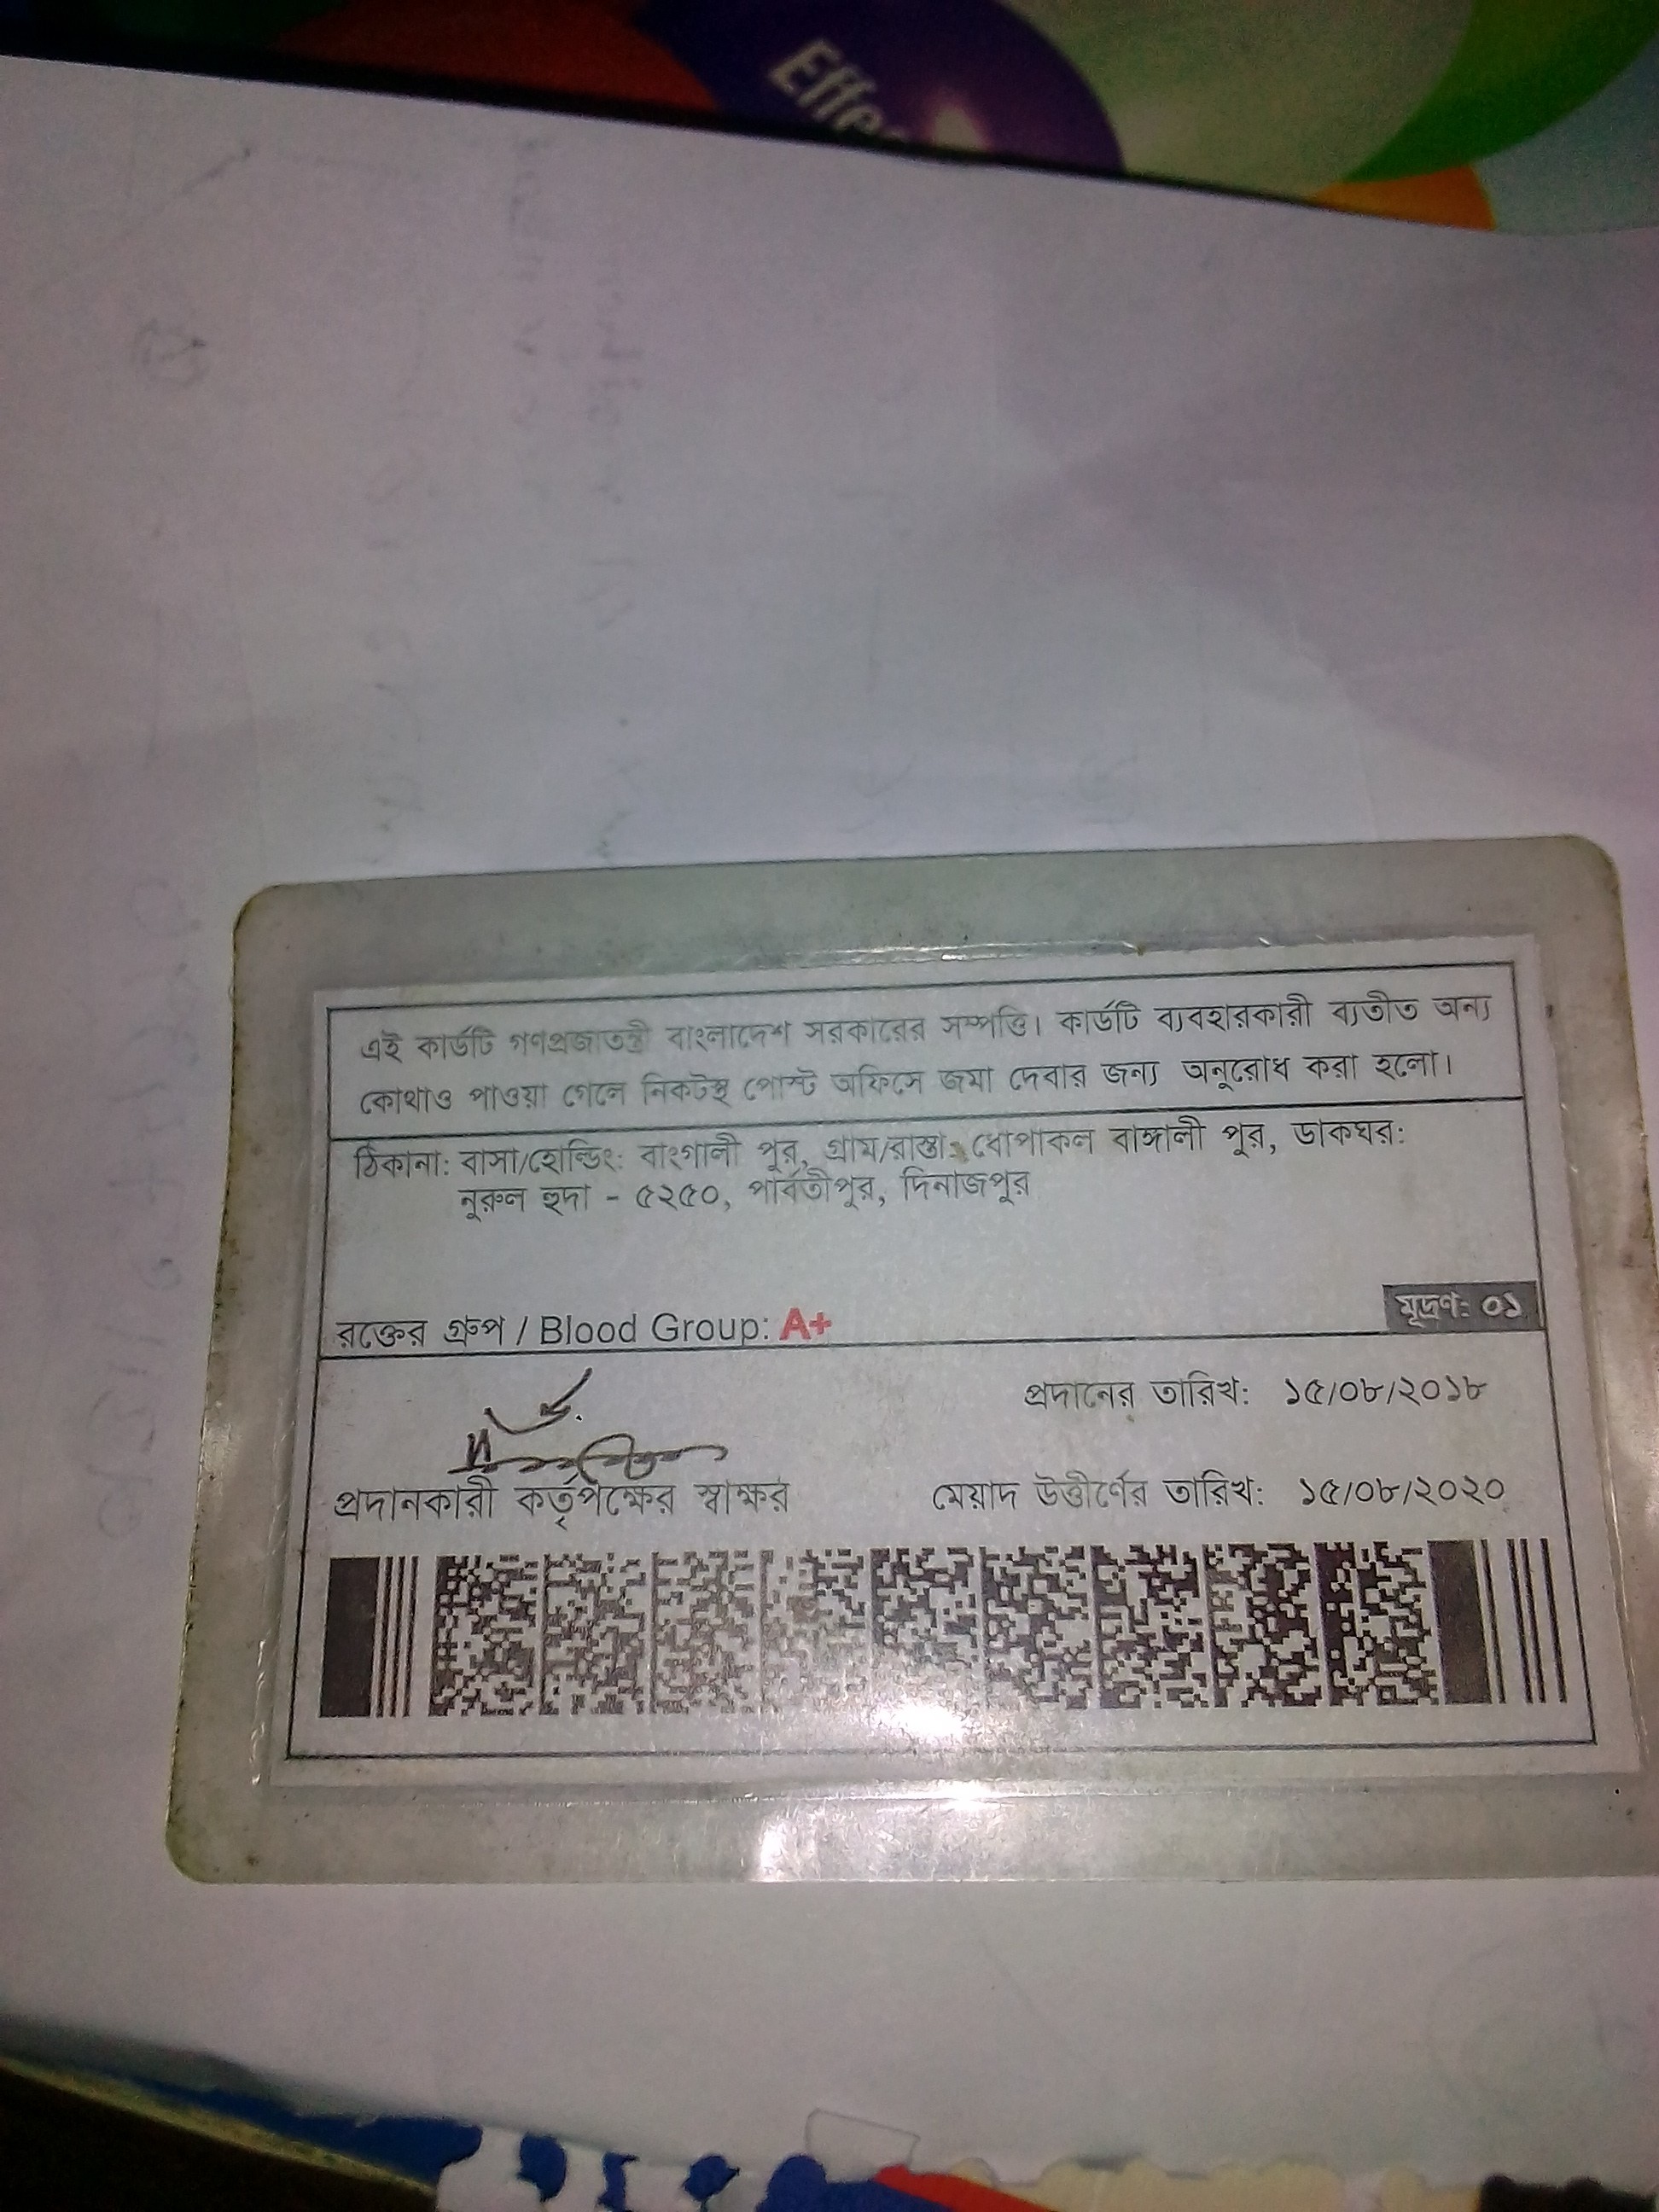 Effe
এই কার্ডটি গণপ্রজাতন্ত্রী বাংলাদেশ সরকারের সম্পত্তি। কার্ডটি ব্যবহারকারী ব্যতীত অন্য
কোথাও পাওয়া গেলে নিকটস্থ পোস্ট অফিসে জমা দেবার জন্য অনুরোধ করা হলো।
ঠিকানা: বাসা/হোল্ডিং: বাংগালী পুর, গ্রাম/রাস্তা: ধোপাকল বাঙ্গালী পুর, ডাকঘর:
নুরুল হুদা - ৫২৫০, পার্বতীপুর, দিনাজপুর
রক্তের গ্রুপ / Blood Group: A+
মূদ্রণ: ০১
প্রদানের তারিখ: ১৫/০৮/২০১৮
প্রদানকারী কর্তৃপক্ষের স্বাক্ষর
মেয়াদ উত্তীর্ণের তারিখ: ১৫/০৮/২০২০